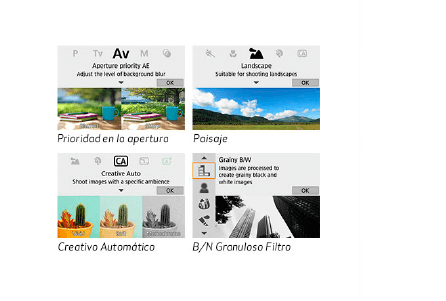 P Tv Av M
Aperture priority AE
Adjust the level of background blur
OK
Prioridad en la apertura
Landscape
Suitable for shooting landscapes
OK
Paisaje
CA
Creative Auto
Shoot images with a specific ambience
OK
Creativo Automático
Grainy B/W
Images are processed to
create grainy black and
white images
OK
B/N Granuloso Filtro